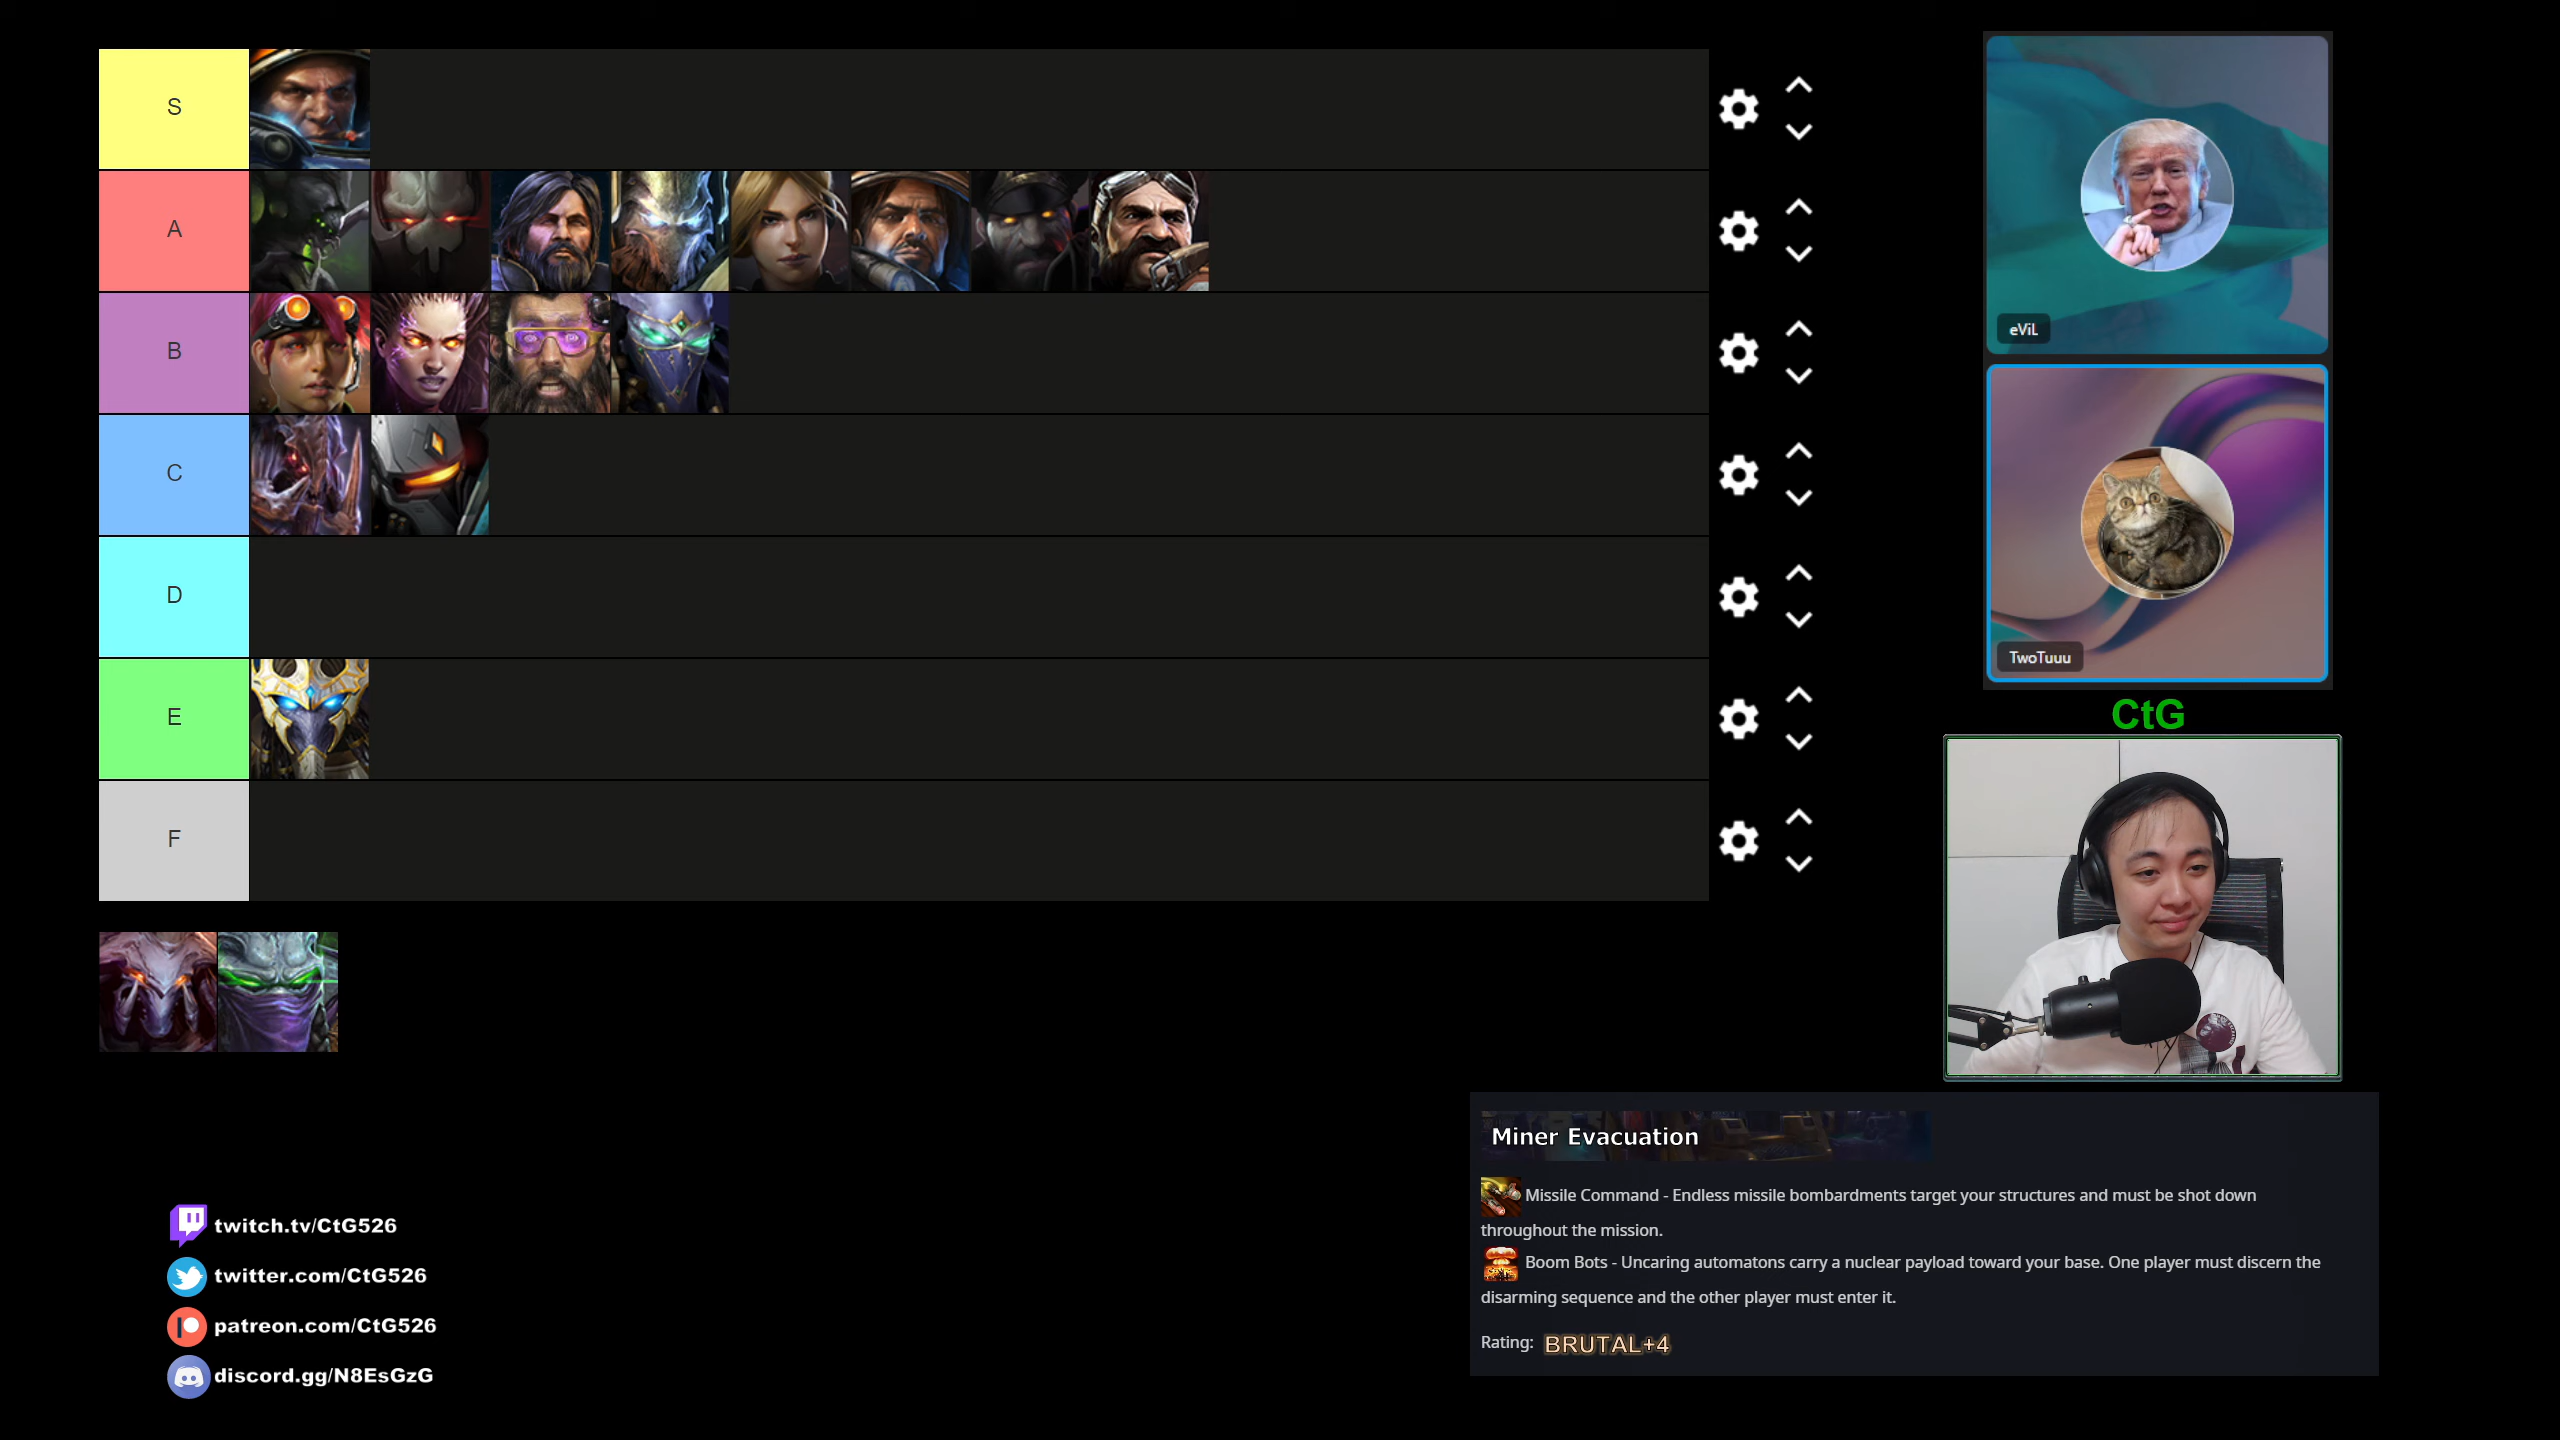 S
A
B
C
D
E
F
eViL
TwoTuuu
CtG
Miner Evacuation
Missile Command - Endless missile bombardments target your structures and must be shot down
throughout the mission.
Boom Bots - Uncaring automatons carry a nuclear payload toward your base. One player must discern the
disarming sequence and the other player must enter it.
Rating: BRUTAL+4
twitch.tv/CtG526
twitter.com/CtG526
patreon.com/CtG526
discord.gg/N8EsGzG